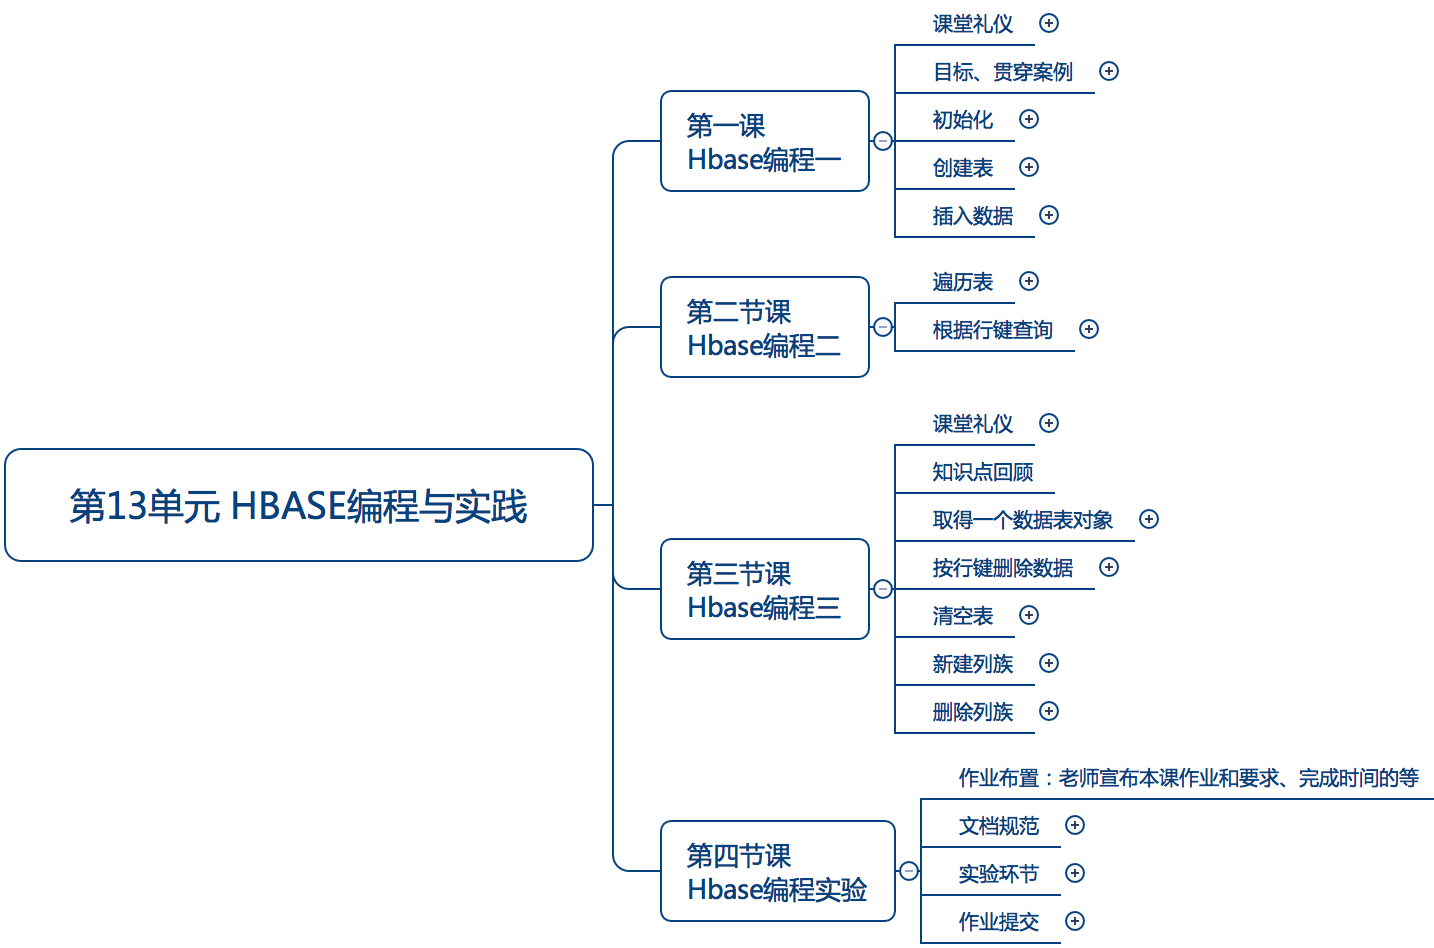 第13单元 HBASE编程与实践
第一课
Hbase编程一
课堂礼仪
目标、贯穿案例
初始化
创建表
插入数据
第二节课
Hbase编程二
遍历表
根据行键查询
第三节课
Hbase编程三
课堂礼仪
知识点回顾
取得一个数据表对象
按行键删除数据
清空表
新建列族
删除列族
第四节课
Hbase编程实验
作业布置：老师宣布本课作业和要求、完成时间的等
文档规范
实验环节
作业提交